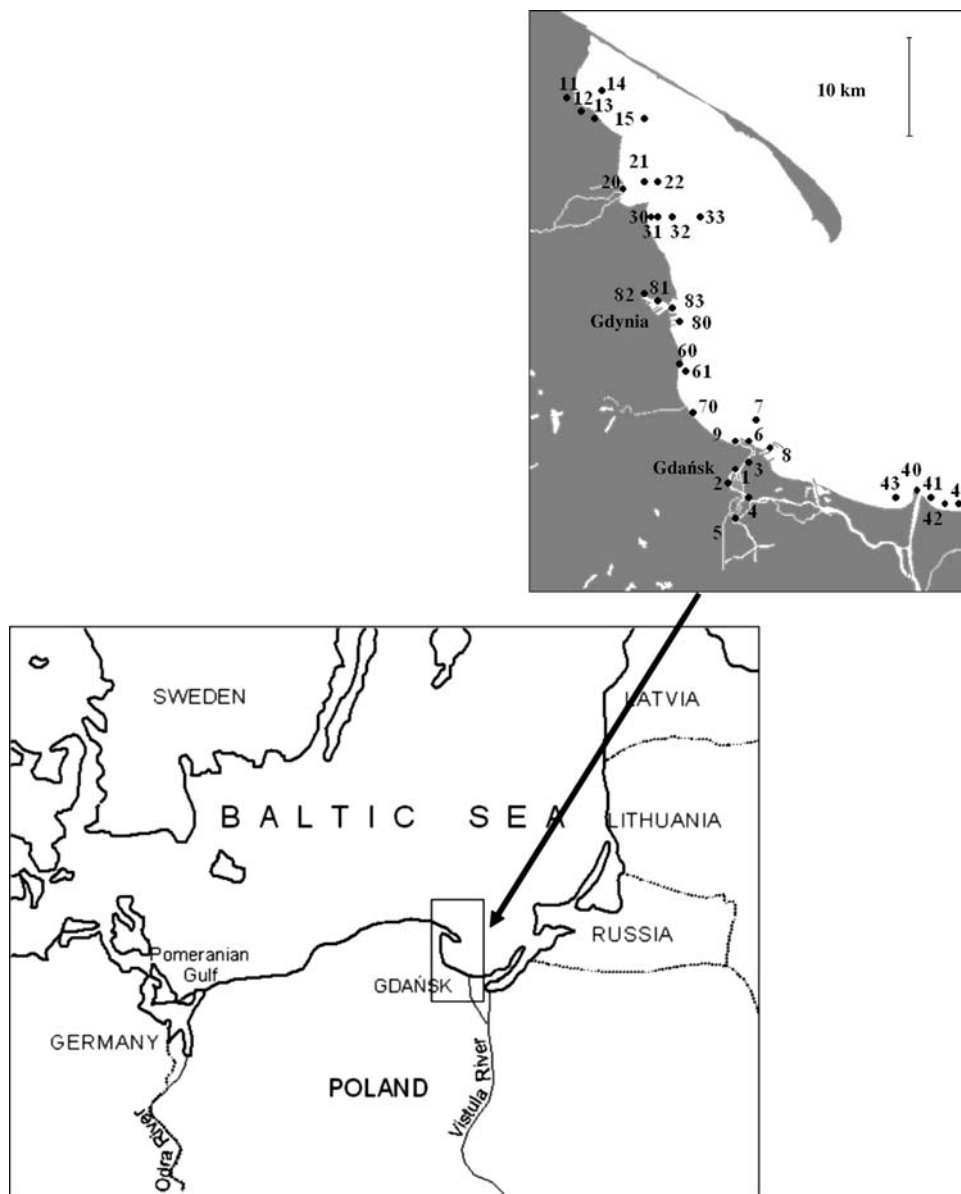 14
11
12 13
10 km
15
21
20 22
30 33
31 32
81
82 83
Gdynia 80
60
61
70 7
9 6
8
Gdańsk 3
2 1
40
43 41
4
4 42
5
SWEDEN
LATVIA
BALTIC SEA
LITHUANIA
RUSSIA
Pomeranian
Gulf
GDAŃSK
GERMANY
POLAND
Vistula River
Odra River